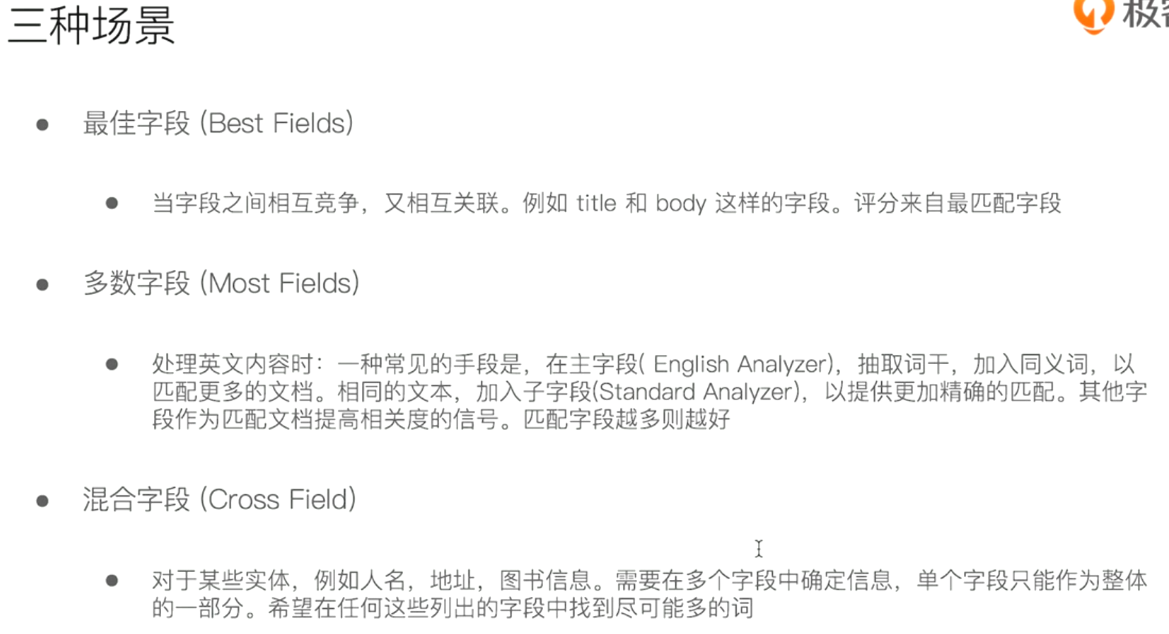 三种场景
极
最佳字段 (Best Fields)
当字段之间相互竞争，又相互关联。例如 title 和 body 这样的字段。评分来自最匹配字段
多数字段 (Most Fields)
处理英文内容时：一种常见的手段是，在主字段( English Analyzer)，抽取词干，加入同义词，以
匹配更多的文档。相同的文本，加入子字段(Standard Analyzer)，以提供更加精确的匹配。其他字
段作为匹配文档提高相关度的信号。匹配字段越多则越好
混合字段 (Cross Field)
对于某些实体，例如人名，地址，图书信息。需要在多个字段中确定信息，单个字段只能作为整体
的一部分。希望在任何这些列出的字段中找到尽可能多的词